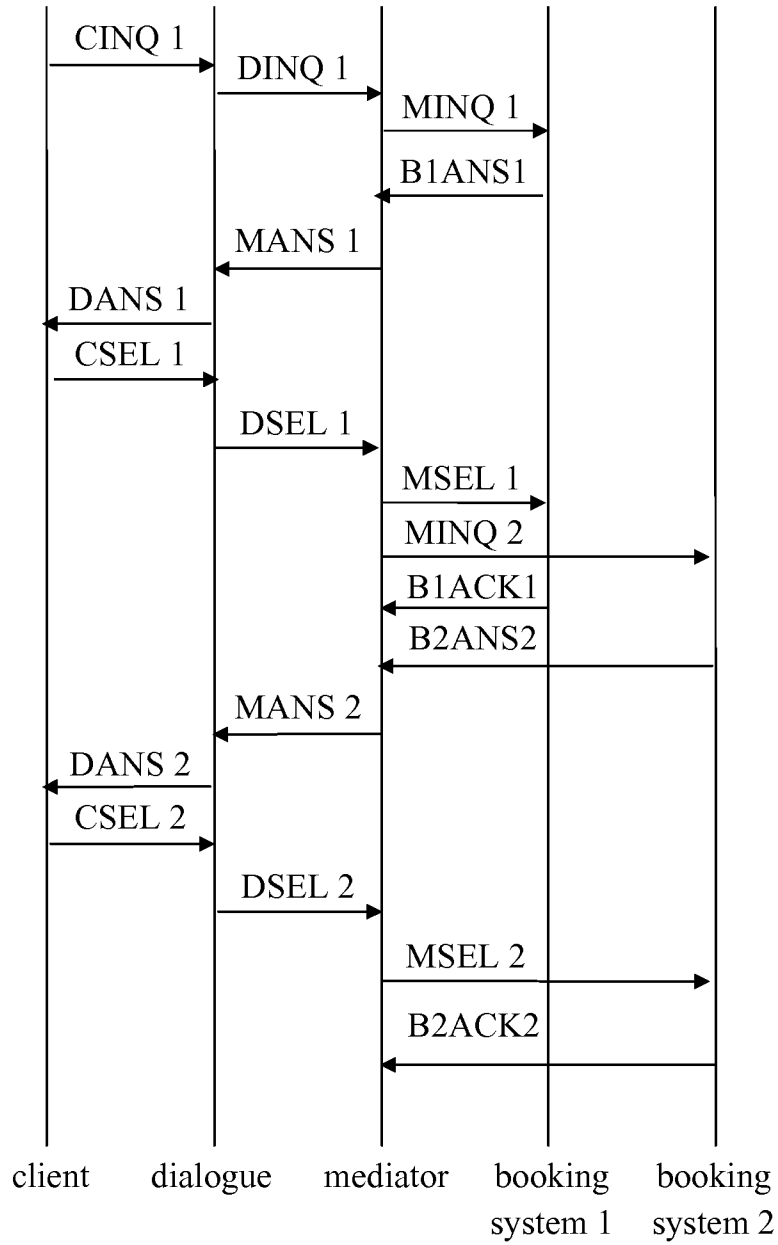 CINQ 1
DINQ 1
MINQ 1
B1ANS1
MANS 1
DANS 1
CSEL 1
DSEL 1
MSEL 1
MINQ 2
B1ACK1
B2ANS2
MANS 2
DANS 2
CSEL 2
DSEL 2
MSEL 2
B2ACK2
client
dialogue
mediator
booking
system 1
booking
system 2